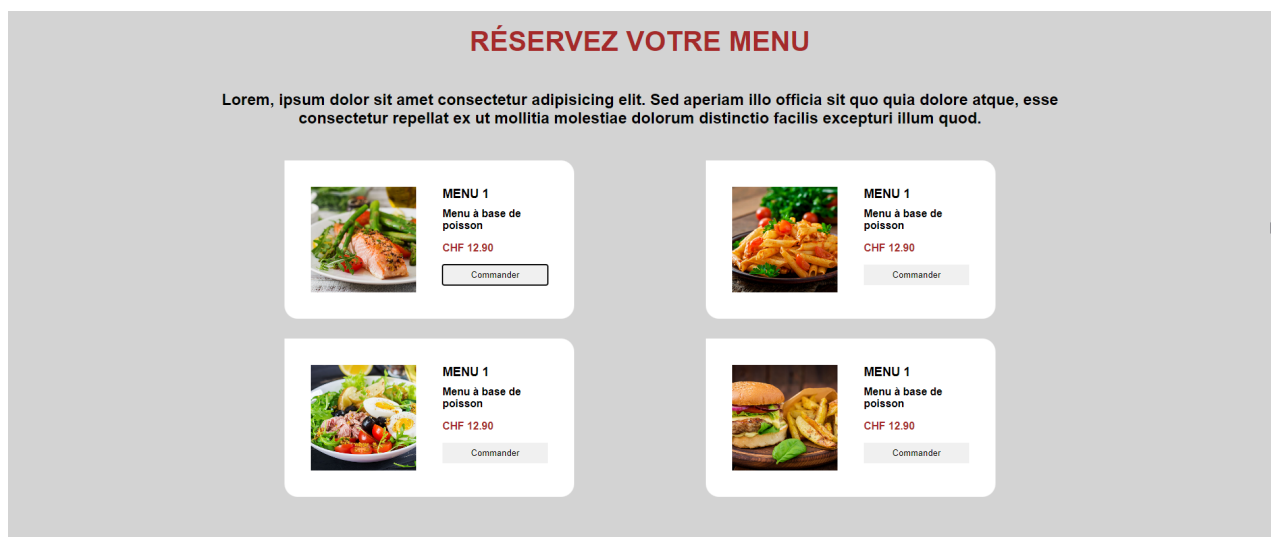 RÉSERVEZ VOTRE MENU
Lorem, ipsum dolor sit amet consectetur adipisicing elit. Sed aperiam illo officia sit quo quia dolore atque, esse
consectetur repellat ex ut mollitia molestiae dolorum distinctio facilis excepturi illum quod.
MENU 1
Menu à base de
poisson
CHF 12.90
Commander
MENU 1
Menu à base de
poisson
CHF 12.90
Commander
MENU 1
Menu à base de
poisson
CHF 12.90
Commander
MENU 1
Menu à base de
poisson
CHF 12.90
Commander